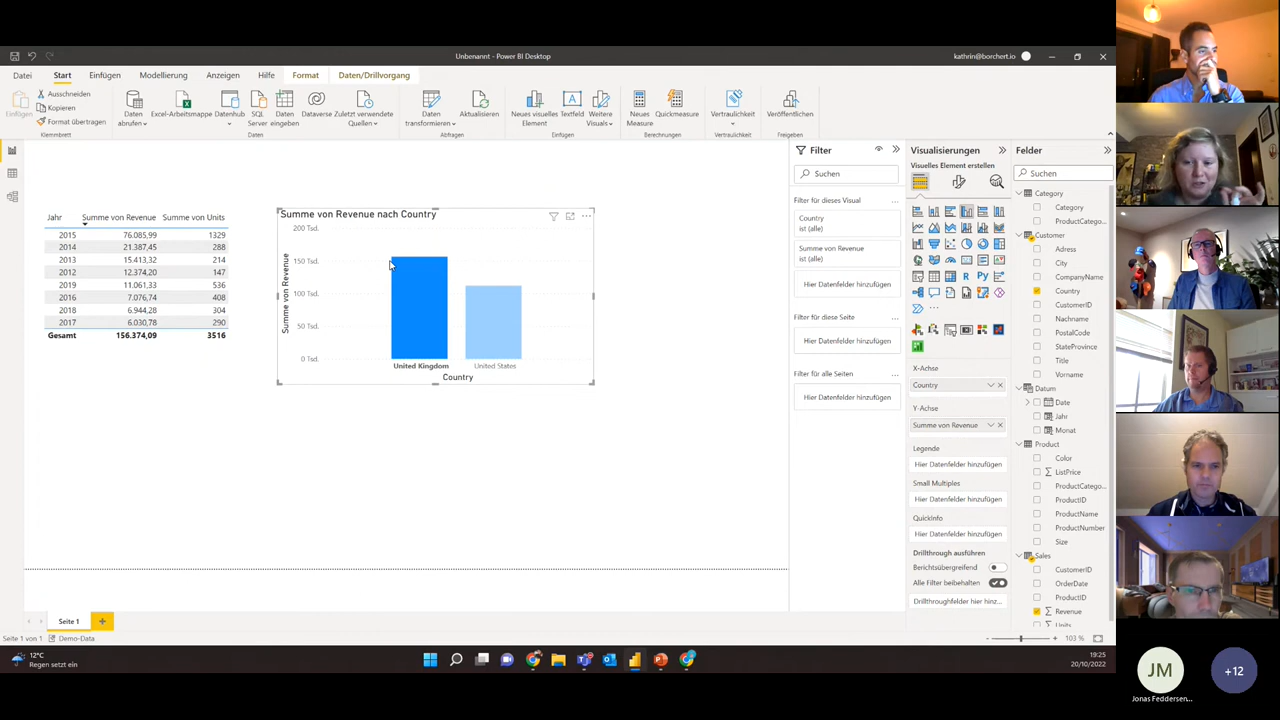 Unbenannt - Power BI Desktop
kathrin@borchert.io
Datei Start Einfügen Modellierung Anzeigen Hilfe Format Daten/Drillvorgang
Einfügen
Ausschneiden
Kopieren
Format übertragen
Klemmbrett
Daten abrufen
Excel-Arbeitsmappe
Datenhub
SQL Server
Daten eingeben
Dataverse
Zuletzt verwendete Quellen
Daten
Daten transformieren
Aktualisieren
Abfragen
Neues visuelles Element
Textfeld
Weitere Visuals
Einfügen
Neues Measure
Quickmeasure
Berechnungen
Vertraulichkeit
Vertraulichkeit
Veröffentlichen
Freigeben
Jahr Summe von Revenue Summe von Units
2015 76.085,99 1329
2014 21.387,45 288
2013 15.413,32 214
2012 12.374,20 147
2019 11.061,33 536
2016 7.076,74 408
2018 6.944,28 304
2017 6.030,78 290
Gesamt 156.374,09 3516
Summe von Revenue nach Country
200 Tsd.
150 Tsd.
100 Tsd.
50 Tsd.
0 Tsd.
Summe von Revenue
United Kingdom United States
Country
Filter
Suchen
Filter für dieses Visual ...
Country
ist (alle)
Summe von Revenue
ist (alle)
Hier Datenfelder hinzufügen
Filter für diese Seite ...
Hier Datenfelder hinzufügen
Filter für alle Seiten ...
Hier Datenfelder hinzufügen
Visualisierungen
Visuelles Element erstellen
R Py
X-Achse
Country
Y-Achse
Summe von Revenue
Legende
Hier Datenfelder hinzufügen
Small Multiples
Hier Datenfelder hinzufügen
QuickInfo
Hier Datenfelder hinzufügen
Drillthrough ausführen
Berichtsübergreifend
Alle Filter beibehalten
Drillthroughfelder hier hinz...
Felder
Suchen
Category
Category
ProductCatego...
Customer
Adress
City
CompanyName
Country
CustomerID
Nachname
PostalCode
StateProvince
Title
Vorname
Datum
Date
Jahr
Monat
Product
Color
ListPrice
ProductCatego...
ProductID
ProductName
ProductNumber
Size
Sales
CustomerID
OrderDate
ProductID
Revenue
Units
Seite 1
Seite 1 von 1 Demo-Data
103 %
12°C
Regen setzt ein
19:25
20/10/2022
JM
Jonas Feddersen...
+12